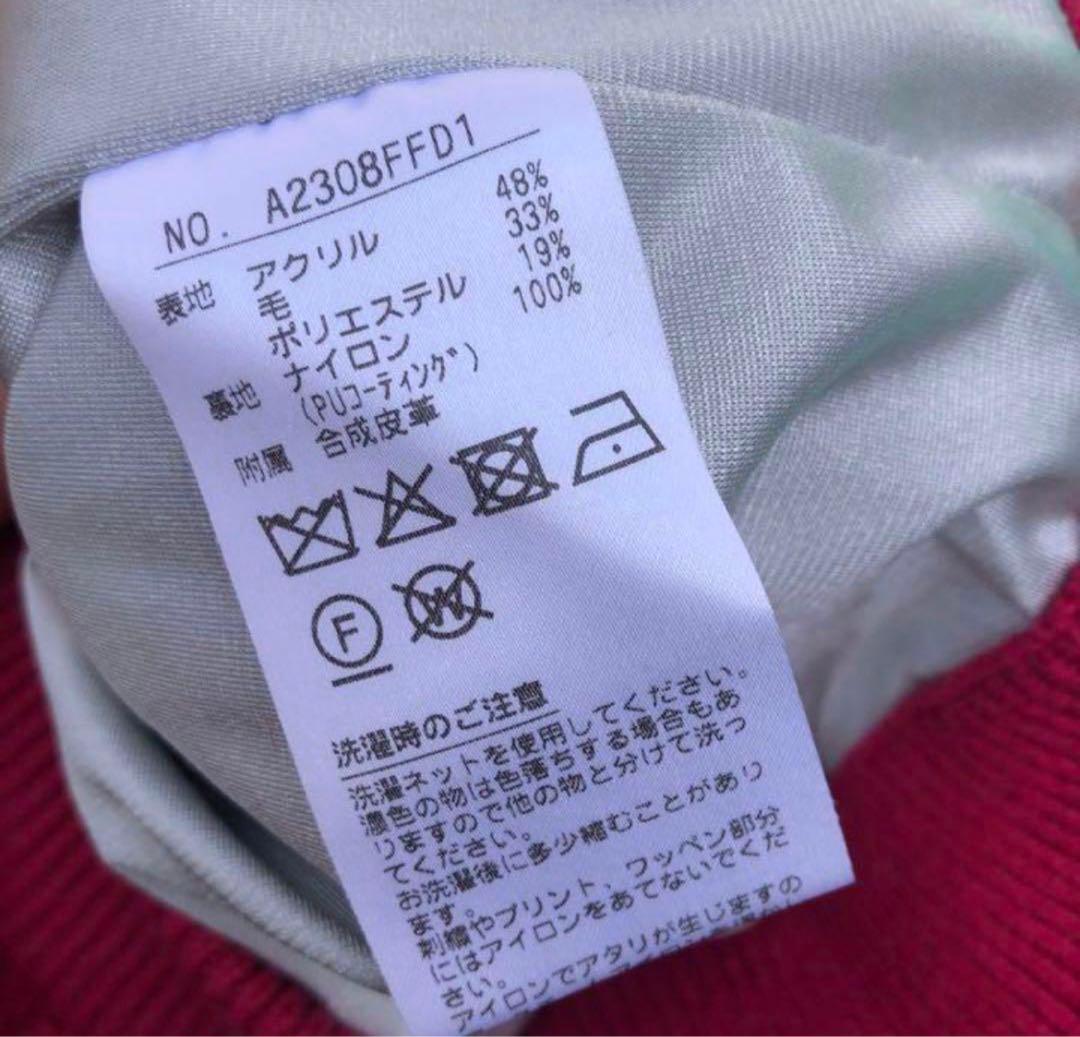 NO. A2308FFD1
表地 アクリル 48%
毛 33%
ポリエステル 19%
裏地 ナイロン 100%
(PUコーティング)
附属 合成皮革
F W
洗濯時のご注意
洗濯ネットを使用してください。
濃色の物は色落ちする場合もあ
りますので他の物と分けて洗っ
てください。
お洗濯後に多少縮むことがあり
ます。
刺繍やプリント、ワッペン部分
にはアイロンをあてないでくだ
さい。
アイロンでアタリが生じますの